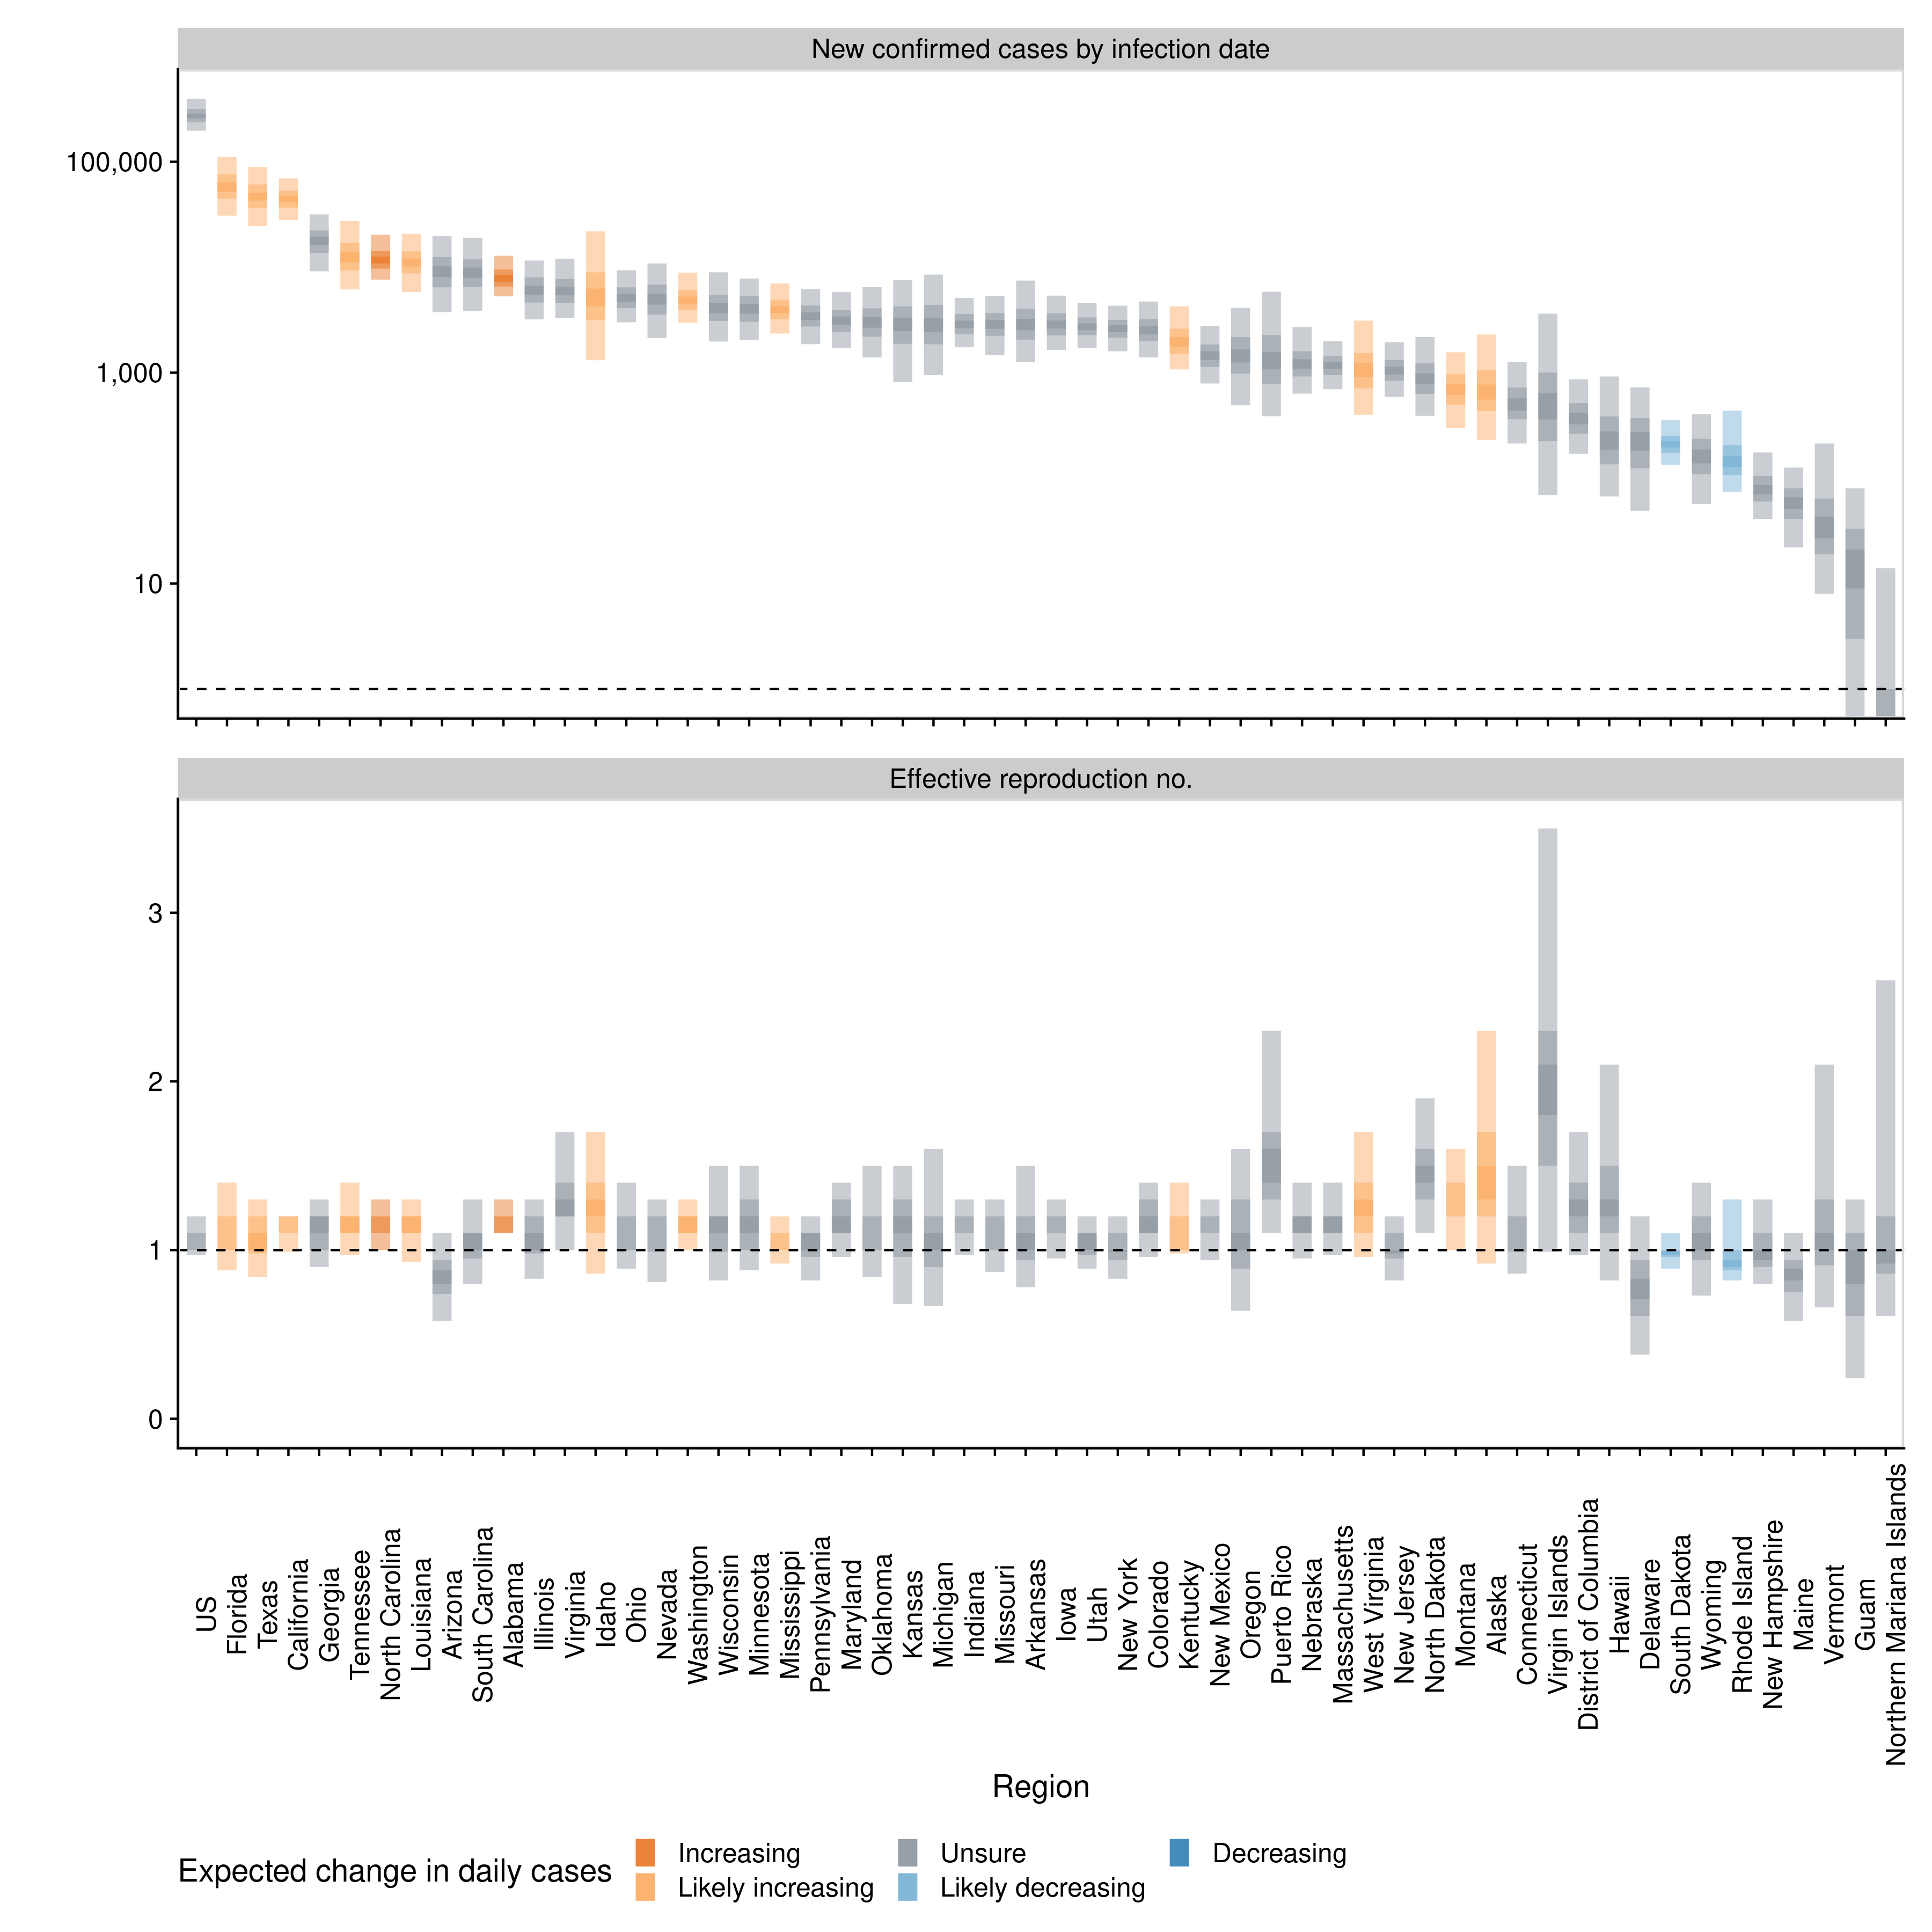 New confirmed cases by infection date
100,000
1,000
10
Effective reproduction no.
3
2
1
0
US
Florida
Texas
California
Georgia
Tennessee
North Carolina
Louisiana
Arizona
South Carolina
Alabama
Illinois
Virginia
Idaho
Ohio
Nevada
Washington
Wisconsin
Minnesota
Mississippi
Pennsylvania
Maryland
Oklahoma
Kansas
Michigan
Indiana
Missouri
Arkansas
Iowa
Utah
New York
Colorado
Kentucky
New Mexico
Oregon
Puerto Rico
Nebraska
Massachusetts
West Virginia
New Jersey
North Dakota
Montana
Alaska
Connecticut
Virgin Islands
District of Columbia
Hawaii
Delaware
South Dakota
Wyoming
Rhode Island
New Hampshire
Maine
Vermont
Guam
Northern Mariana Islands
Region
Expected change in daily cases
Increasing
Unsure
Decreasing
Likely increasing
Likely decreasing